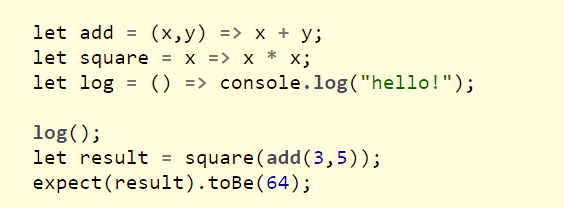 let add = (x,y) => x + y;
let square = x => x * x;
let log = () => console.log("hello!");
log();
let result = square(add(3,5));
expect(result).toBe(64);